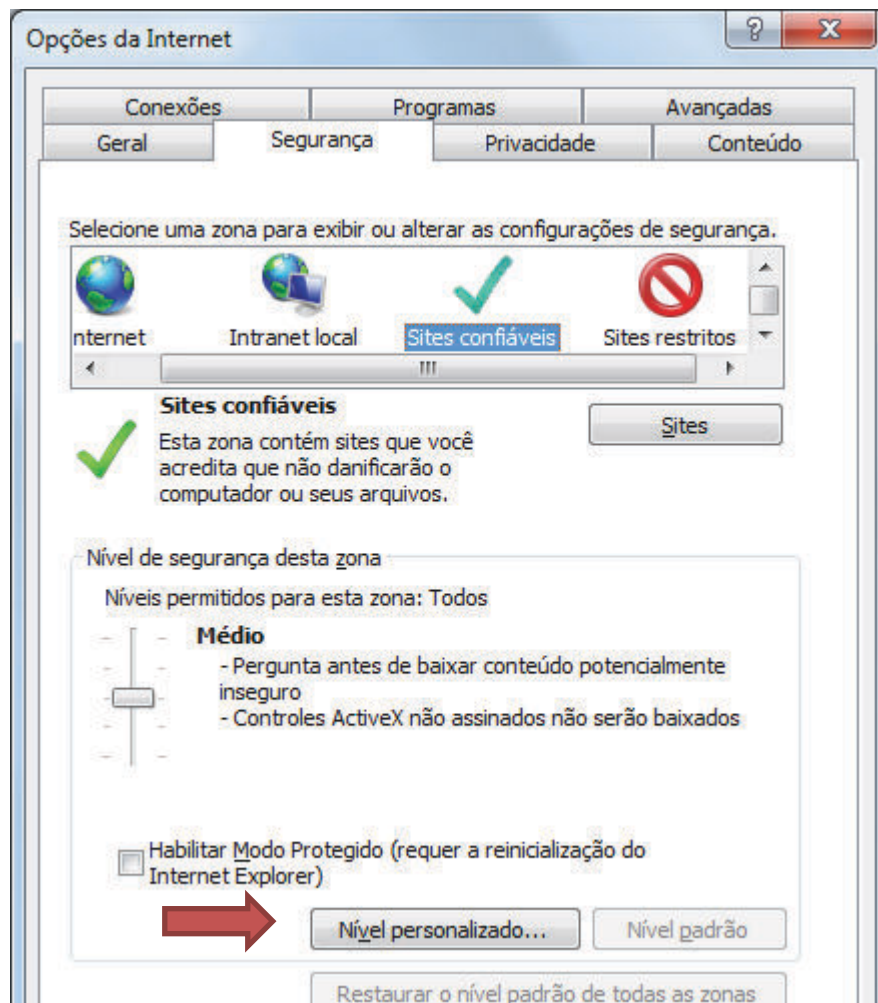 Opções da Internet
Conexões Programas Avançadas
Geral Segurança Privacidade Conteúdo
Selecione uma zona para exibir ou alterar as configurações de segurança.
nternet Intranet local Sites confiáveis Sites restritos
Sites confiáveis
Sites
Esta zona contém sites que você
acredita que não danificarão o
computador ou seus arquivos.
Nível de segurança desta zona
Níveis permitidos para esta zona: Todos
Médio
- Pergunta antes de baixar conteúdo potencialmente
inseguro
- Controles ActiveX não assinados não serão baixados
Habilitar Modo Protegido (requer a reinicialização do
Internet Explorer)
Nível personalizado... Nível padrão
Restaurar o nível padrão de todas as zonas